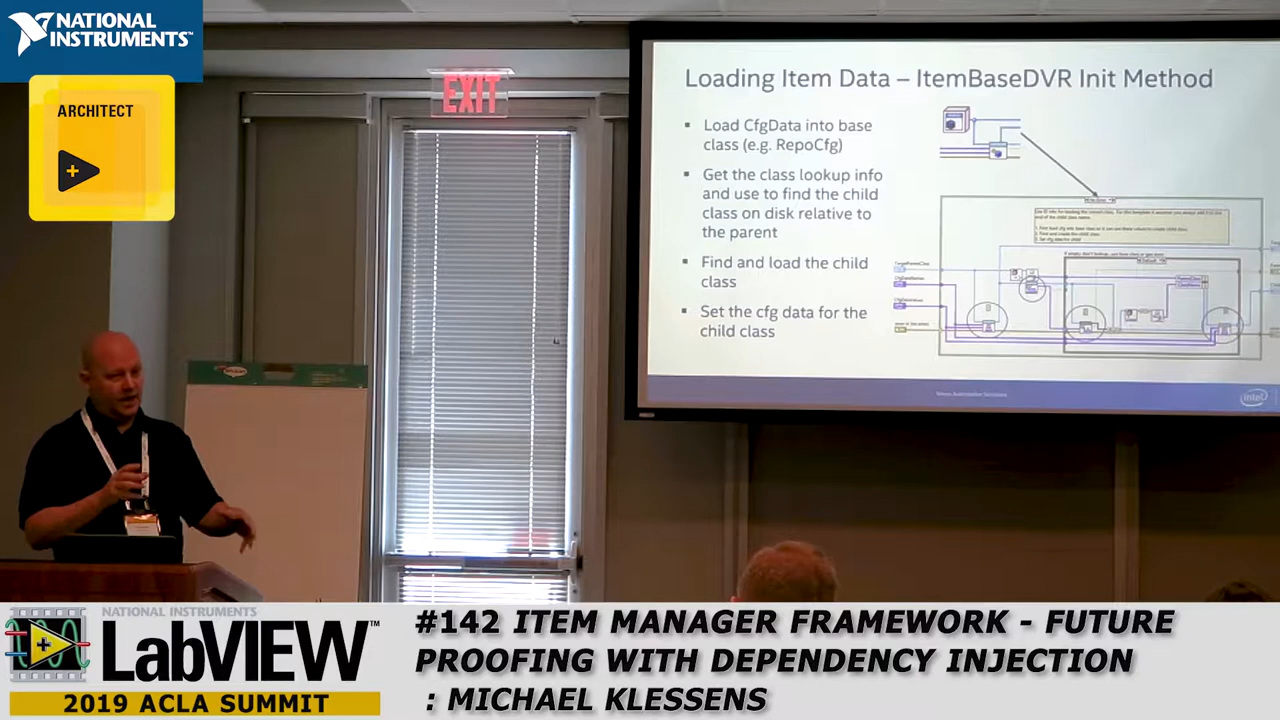 NATIONAL
INSTRUMENTS
ARCHITECT
EXIT
Loading Item Data – ItemBaseDVR Init Method
▪ Load CfgData into base
class (e.g. RepoCfg)
▪ Get the class lookup info
and use to find the child
class on disk relative to
the parent
▪ Find and load the child
class
▪ Set the cfg data for the
child class
intel
NATIONAL INSTRUMENTS
LabVIEW™
2019 ACLA SUMMIT
#142 ITEM MANAGER FRAMEWORK - FUTURE
PROOFING WITH DEPENDENCY INJECTION
: MICHAEL KLESSENS